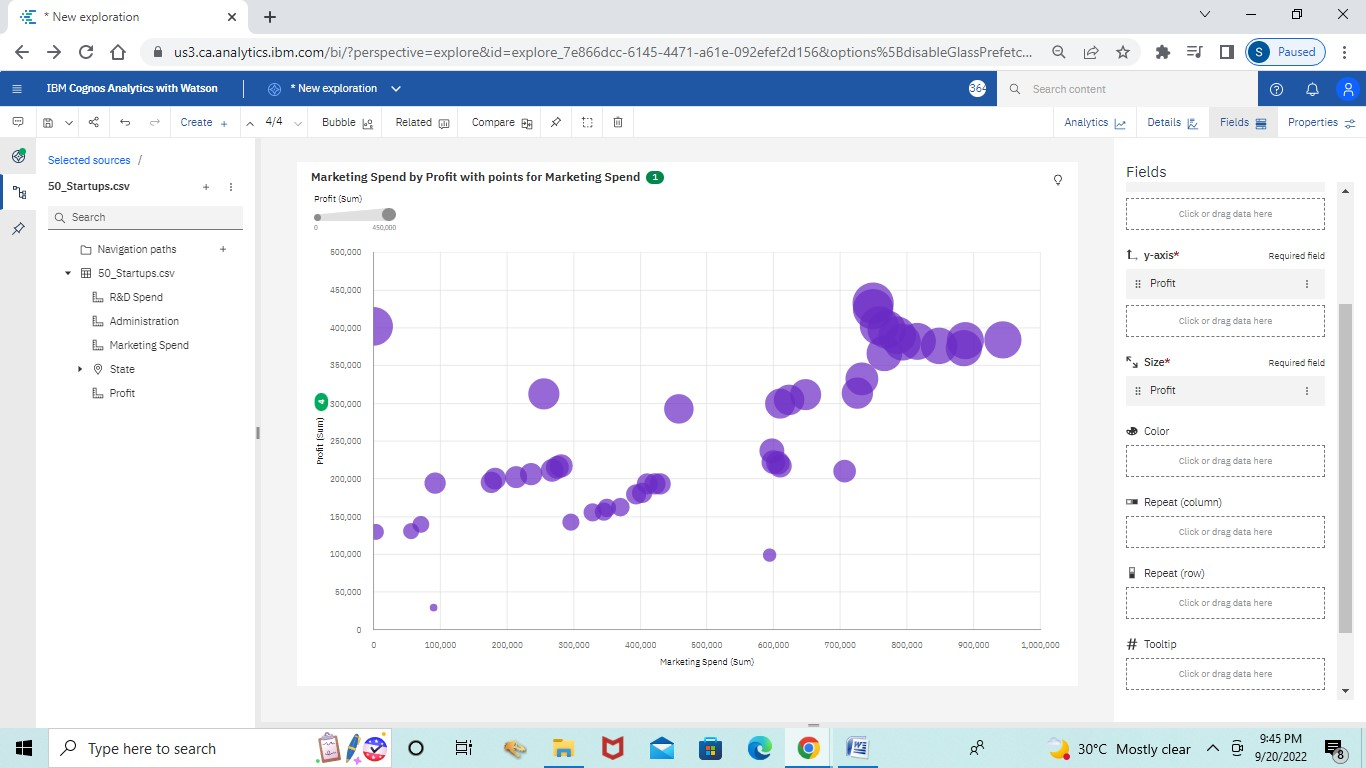 * New exploration
us3.ca.analytics.ibm.com/bi/?perspective=explore&id=explore_7e866dcc-6145-4471-a61e-092efef2d156&options%5BdisableGlassPrefetc...
S Paused
IBM Cognos Analytics with Watson
* New exploration
364
Search content
Create +
4/4
Bubble
Related
Compare
Analytics
Details
Fields
Properties
Selected sources /
50_Startups.csv
Search
Navigation paths
50_Startups.csv
R&D Spend
Administration
Marketing Spend
State
Profit
Marketing Spend by Profit with points for Marketing Spend 1
Profit (Sum)
0 450,000
500,000
450,000
400,000
350,000
300,000
250,000
200,000
150,000
100,000
50,000
0
4
Profit (Sum)
0 100,000 200,000 300,000 400,000 500,000 600,000 700,000 800,000 900,000 1,000,000
Marketing Spend (Sum)
Fields
Click or drag data here
y-axis* Required field
Profit
Click or drag data here
Size* Required field
Profit
Color
Click or drag data here
Repeat (column)
Click or drag data here
Repeat (row)
Click or drag data here
Tooltip
Click or drag data here
Type here to search
30°C Mostly clear
9:45 PM
9/20/2022
8